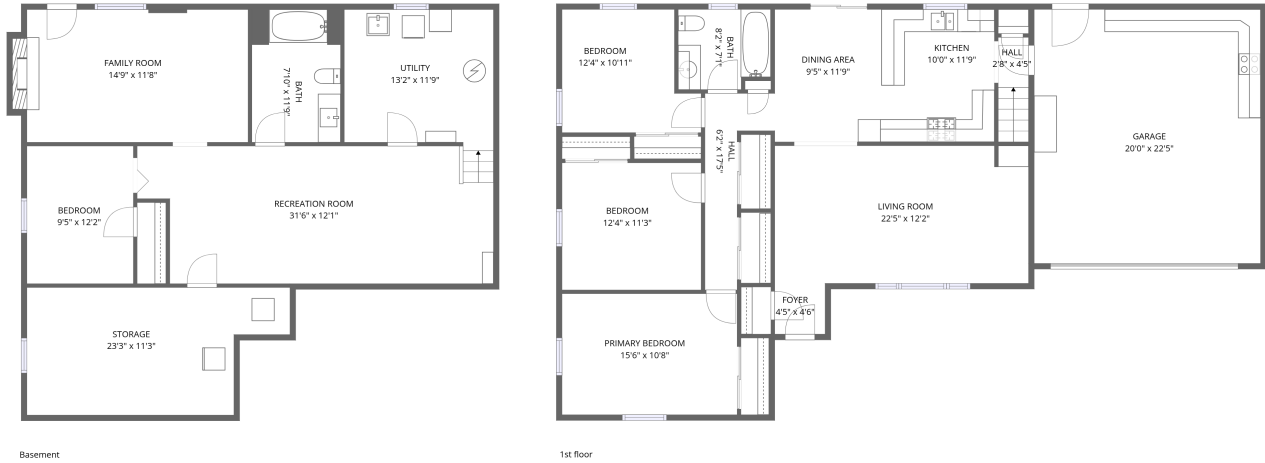 FAMILY ROOM
14'9" x 11'8"
BATH
7'10" x 11'9"
UTILITY
13'2" x 11'9"
BEDROOM
9'5" x 12'2"
RECREATION ROOM
31'6" x 12'1"
STORAGE
23'3" x 11'3"
Basement
BEDROOM
12'4" x 10'11"
BATH
8'2" x 7'1"
DINING AREA
9'5" x 11'9"
KITCHEN
10'0" x 11'9"
HALL
2'8" x 4'5"
GARAGE
20'0" x 22'5"
HALL
6'2" x 17'5"
BEDROOM
12'4" x 11'3"
LIVING ROOM
22'5" x 12'2"
FOYER
4'5" x 4'6"
PRIMARY BEDROOM
15'6" x 10'8"
1st floor